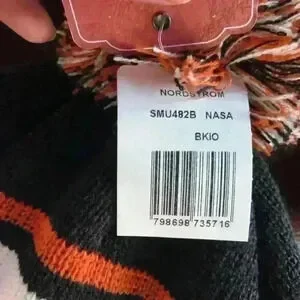 NORDSTROM
SMU482B NASA
BKIO
798698 735716